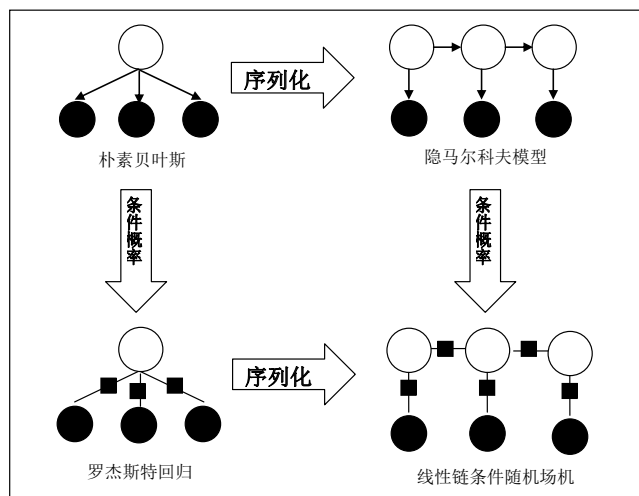 序列化
朴素贝叶斯
隐马尔科夫模型
条件概率
条件概率
序列化
罗杰斯特回归
线性链条件随机场机